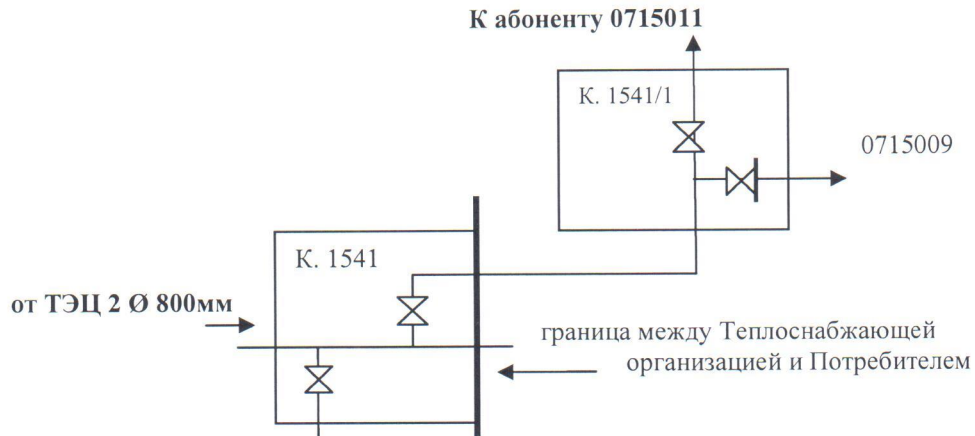 К абоненту 0715011
К. 1541/1
0715009
К. 1541
от ТЭЦ 2 Ø 800мм
граница между Теплоснабжающей
организацией и Потребителем